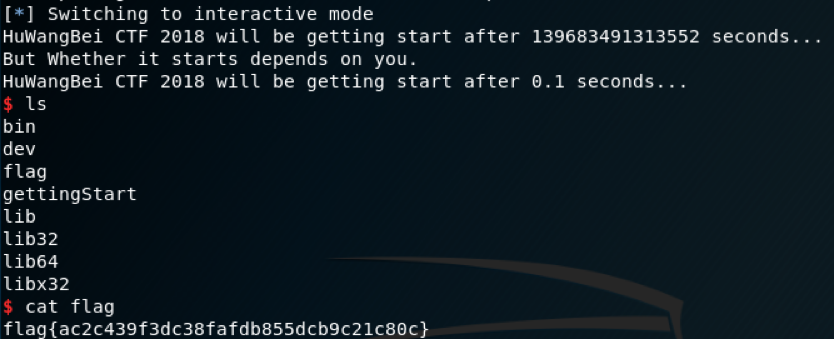 [*] Switching to interactive mode
HuWangBei CTF 2018 will be getting start after 139683491313552 seconds...
But Whether it starts depends on you.
HuWangBei CTF 2018 will be getting start after 0.1 seconds...
$ ls
bin
dev
flag
gettingStart
lib
lib32
lib64
libx32
$ cat flag
flag{ac2c439f3dc38fafdb855dcb9c21c80c}